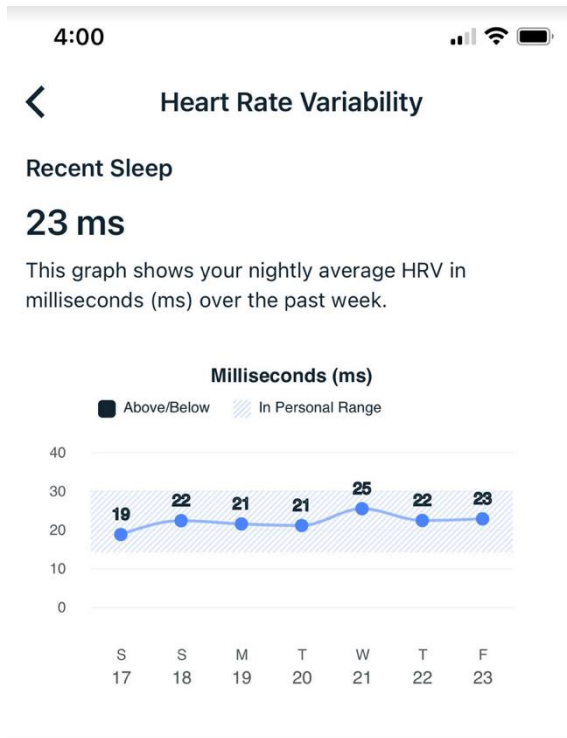 4:00
Heart Rate Variability
Recent Sleep
23 ms
This graph shows your nightly average HRV in
milliseconds (ms) over the past week.
Milliseconds (ms)
Above/Below In Personal Range
40
30
20
10
0
19 22 21 21 25 22 23
S S M T W T F
17 18 19 20 21 22 23